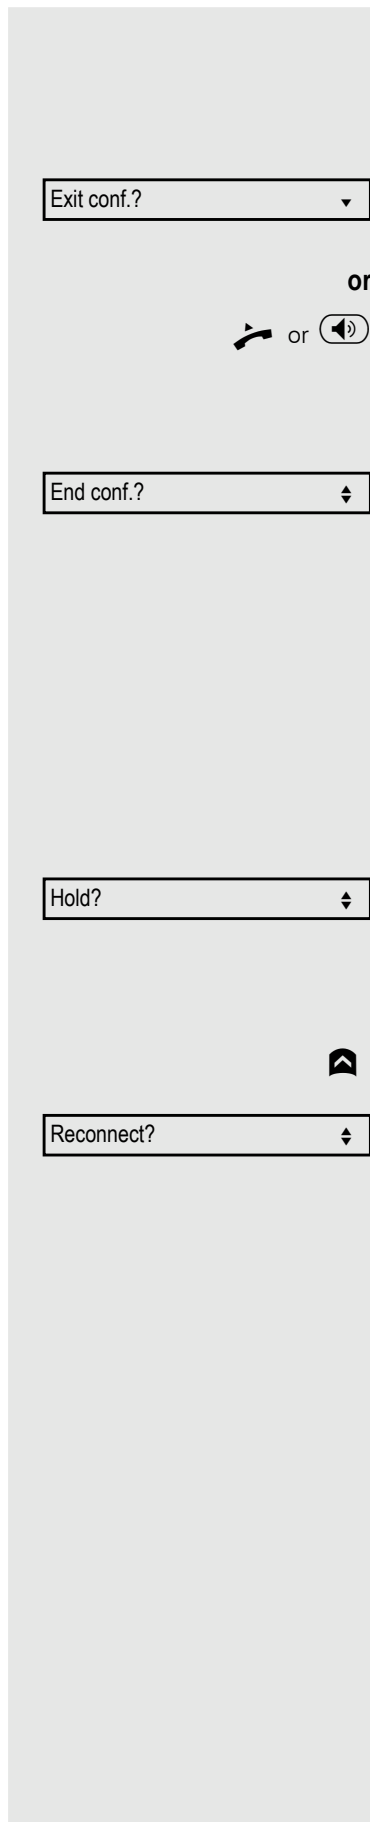 Exit conf.?
or
or
End conf.?
Hold?
Reconnect?